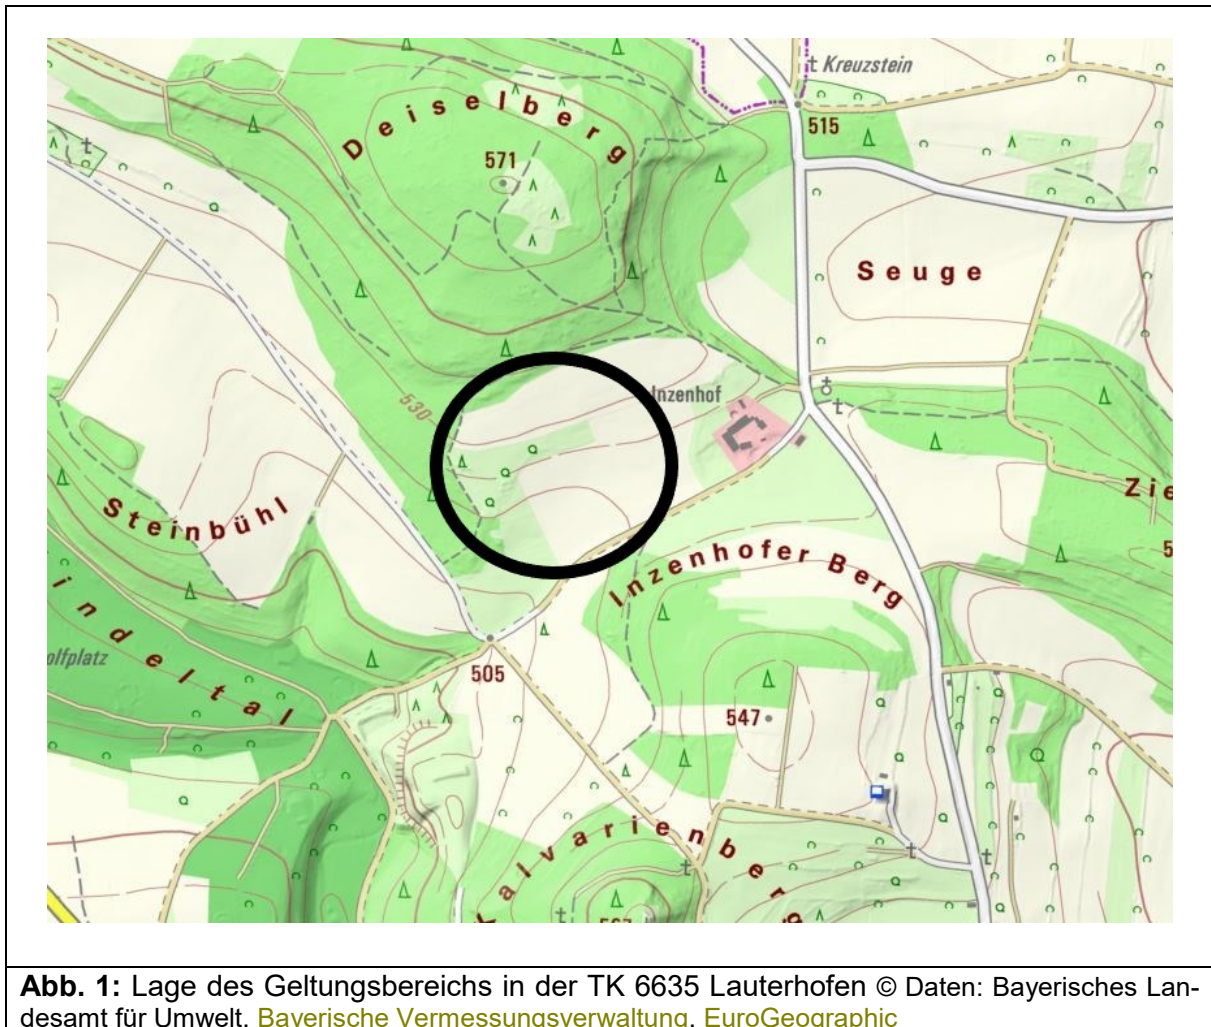 Kreuzstein
Deiselberg
515
571
Seuge
530
Inzenhof
Steinbühl
Zie
5
Inzenhofer Berg
indeltal
olfplatz
505
547
Kalvarienberg
Abb. 1: Lage des Geltungsbereichs in der TK 6635 Lauterhofen © Daten: Bayerisches Lan-
desamt für Umwelt, Bayerische Vermessungsverwaltung, EuroGeographic